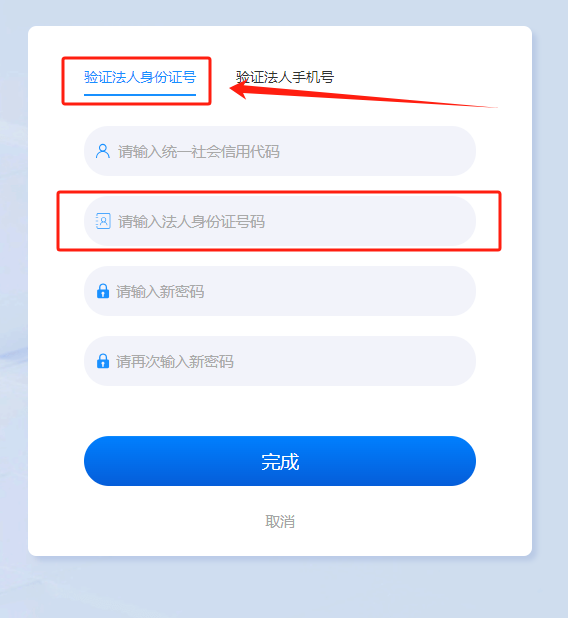 验证法人身份证号 验证法人手机号
请输入统一社会信用代码
请输入法人身份证号码
请输入新密码
请再次输入新密码
完成
取消